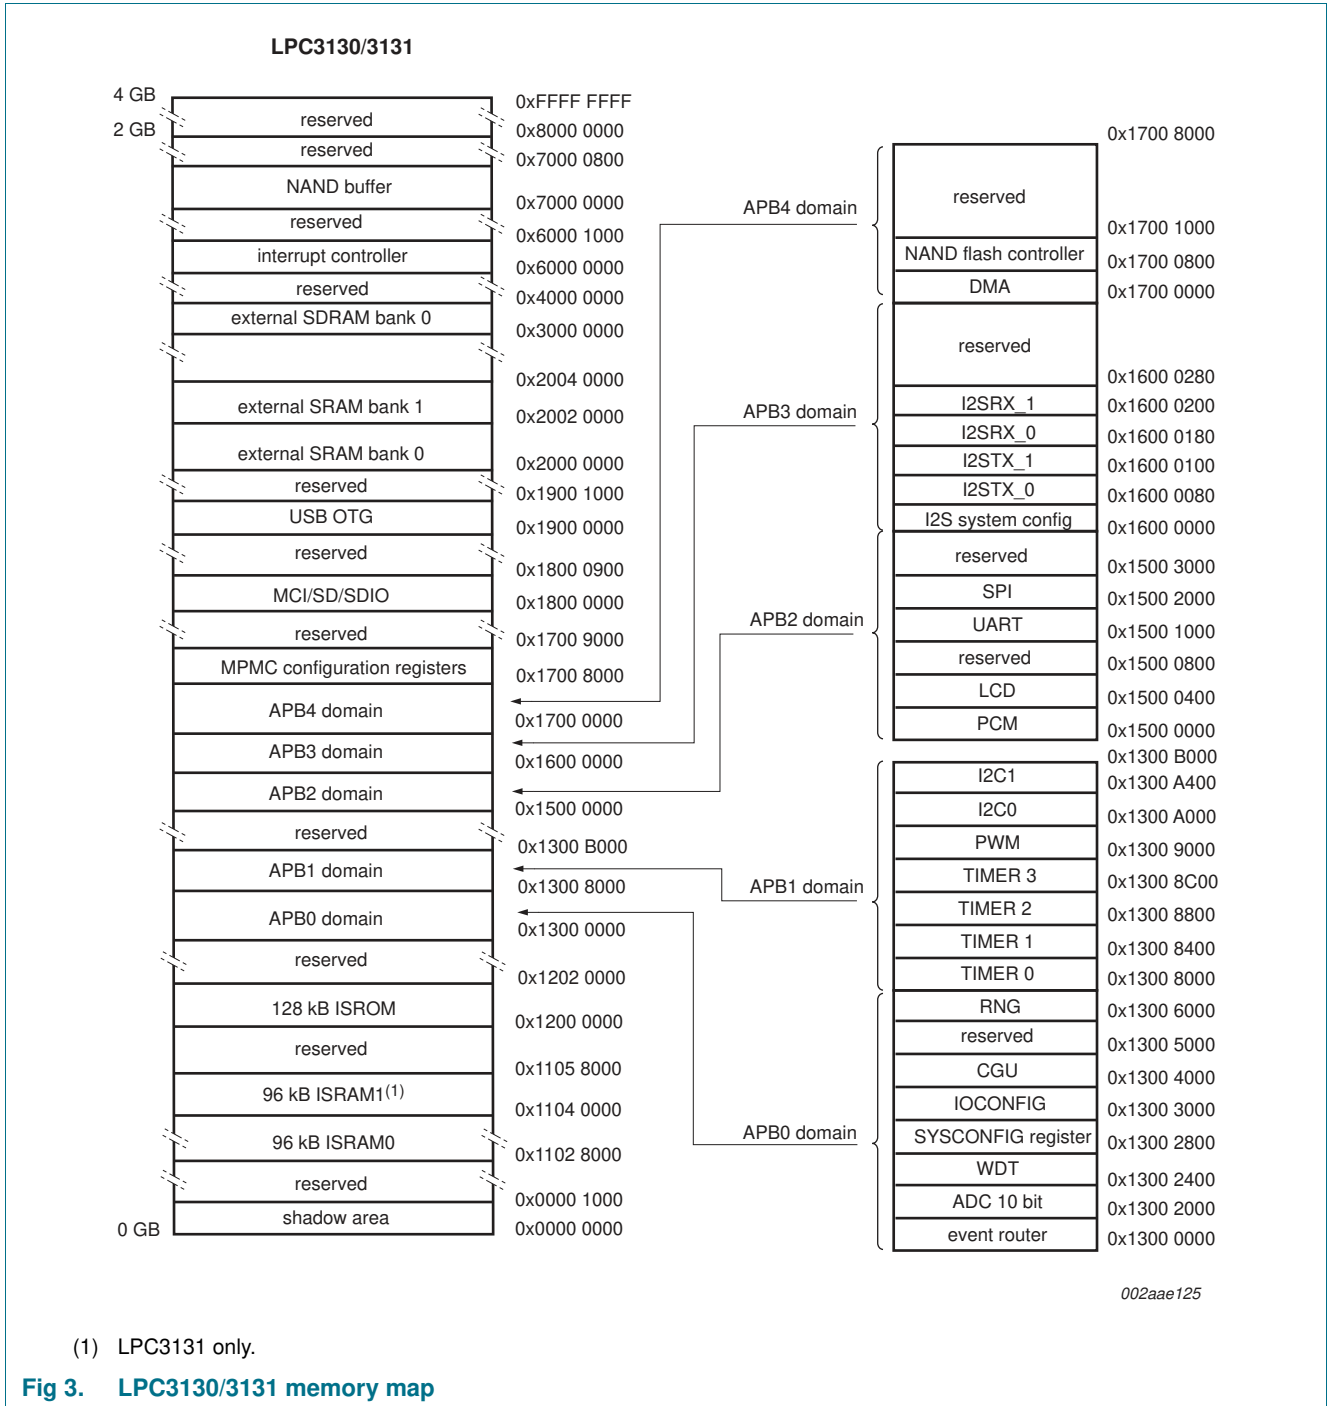 LPC3130/3131
4 GB
0xFFFF FFFF
reserved
2 GB
0x8000 0000
reserved
0x7000 0800
NAND buffer
0x7000 0000
reserved
0x6000 1000
interrupt controller
0x6000 0000
reserved
0x4000 0000
external SDRAM bank 0
0x3000 0000
0x2004 0000
external SRAM bank 1
0x2002 0000
external SRAM bank 0
0x2000 0000
reserved
0x1900 1000
USB OTG
0x1900 0000
reserved
0x1800 0900
MCI/SD/SDIO
0x1800 0000
reserved
0x1700 9000
MPMC configuration registers
0x1700 8000
APB4 domain
0x1700 0000
APB3 domain
0x1600 0000
APB2 domain
0x1500 0000
reserved
0x1300 B000
APB1 domain
0x1300 8000
APB0 domain
0x1300 0000
reserved
0x1202 0000
128 kB ISROM
0x1200 0000
reserved
0x1105 8000
96 kB ISRAM1(1)
0x1104 0000
96 kB ISRAM0
0x1102 8000
reserved
0x0000 1000
shadow area
0 GB
0x0000 0000
APB4 domain
0x1700 8000
reserved
0x1700 1000
NAND flash controller
0x1700 0800
DMA
0x1700 0000
APB3 domain
reserved
0x1600 0280
I2SRX_1
0x1600 0200
I2SRX_0
0x1600 0180
I2STX_1
0x1600 0100
I2STX_0
0x1600 0080
I2S system config
0x1600 0000
APB2 domain
reserved
0x1500 3000
SPI
0x1500 2000
UART
0x1500 1000
reserved
0x1500 0800
LCD
0x1500 0400
PCM
0x1500 0000
APB1 domain
0x1300 B000
I2C1
0x1300 A400
I2C0
0x1300 A000
PWM
0x1300 9000
TIMER 3
0x1300 8C00
TIMER 2
0x1300 8800
TIMER 1
0x1300 8400
TIMER 0
0x1300 8000
APB0 domain
RNG
0x1300 6000
reserved
0x1300 5000
CGU
0x1300 4000
IOCONFIG
0x1300 3000
SYSCONFIG register
0x1300 2800
WDT
0x1300 2400
ADC 10 bit
0x1300 2000
event router
0x1300 0000
002aae125
(1) LPC3131 only.
Fig 3. LPC3130/3131 memory map